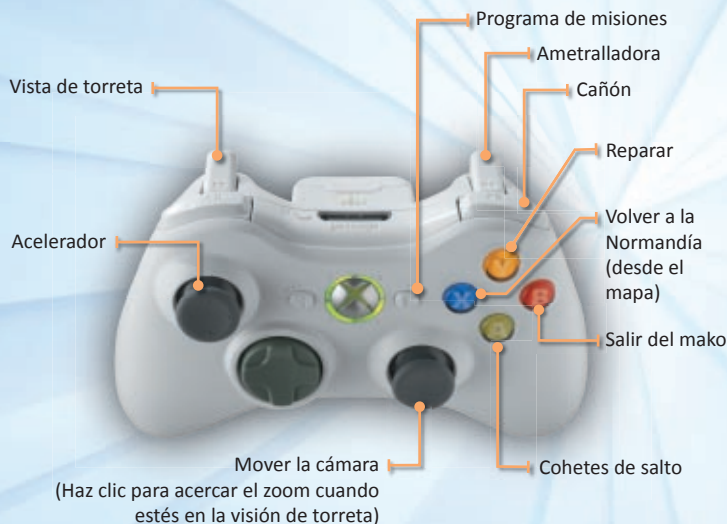 Programa de misiones
Ametralladora
Vista de torreta
Cañón
Reparar
Volver a la
Normandía
(desde el
mapa)
Acelerador
Y
X
B
A
Salir del mako
Mover la cámara
(Haz clic para acercar el zoom cuando
estés en la visión de torreta)
Cohetes de salto